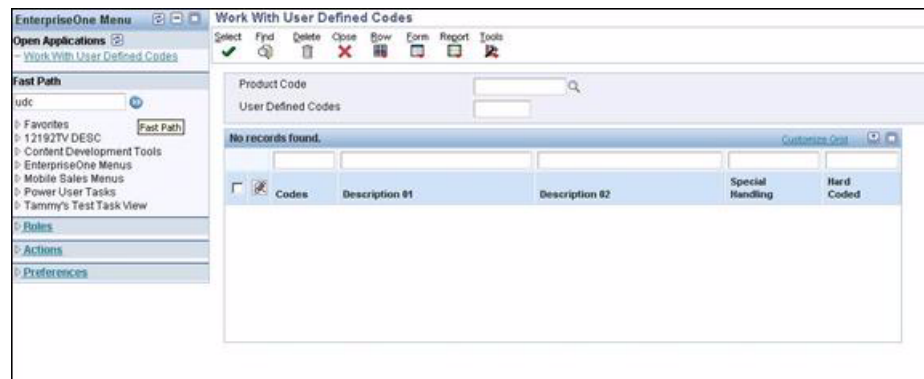 EnterpriseOne Menu
Open Applications
Work With User Defined Codes
Fast Path
udc
Fast Path
Favorites
12192TV DESC
Content Development Tools
EnterpriseOne Menus
Mobile Sales Menus
Power User Tasks
Tammy's Test Task View
Roles
Actions
Preferences
Work With User Defined Codes
Select Find Delete Close Row Form Report Tools
Product Code
User Defined Codes
No records found. Customize Grid
Codes Description 01 Description 02 Special Handling Hard Coded